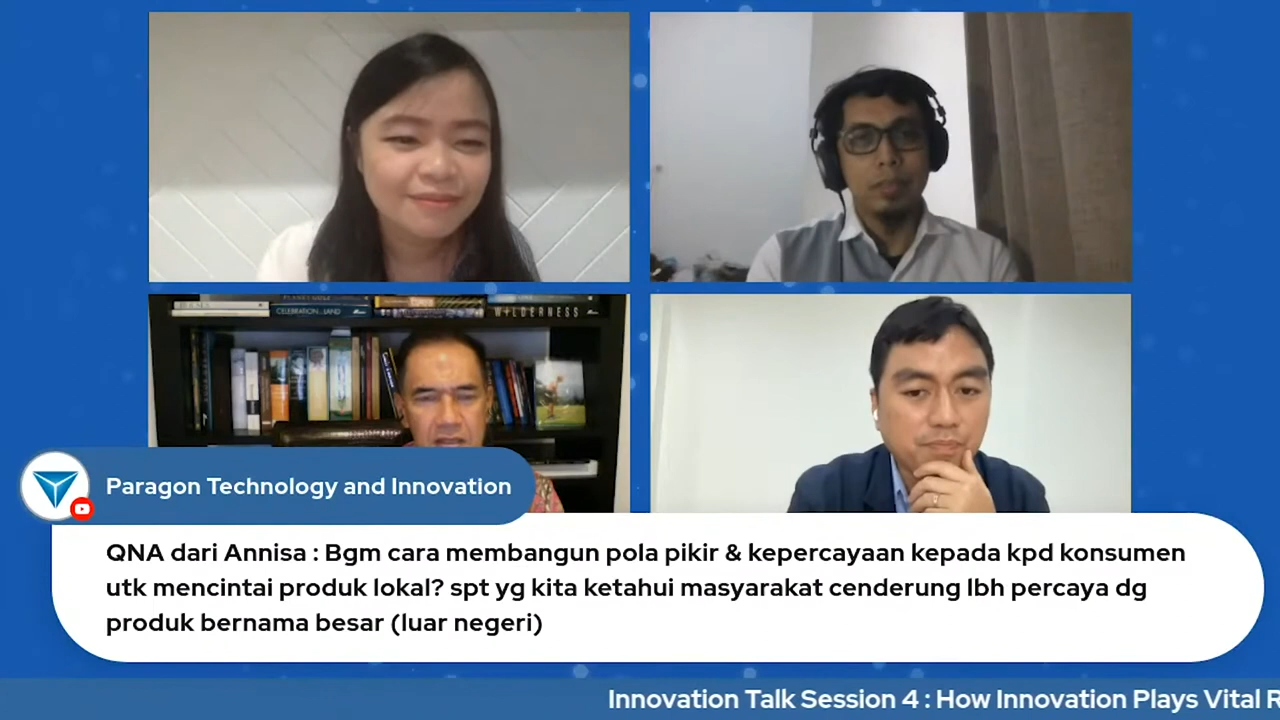 CELEBRATION of LAND
WILDERNESS
Paragon Technology and Innovation
QNA dari Annisa : Bgm cara membangun pola pikir & kepercayaan kepada kpd konsumen
utk mencintai produk lokal? spt yg kita ketahui masyarakat cenderung lbh percaya dg
produk bernama besar (luar negeri)
Innovation Talk Session 4 : How Innovation Plays Vital R